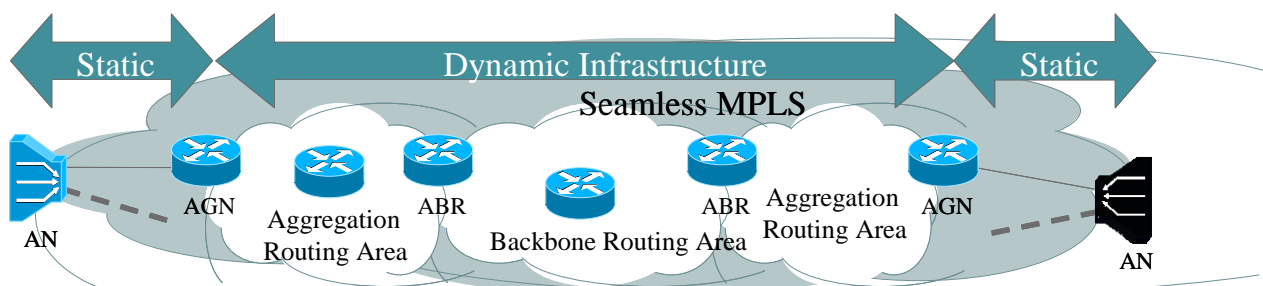 Static
Dynamic Infrastructure
Static
Seamless MPLS
AGN
ABR
ABR
AGN
Aggregation
Routing Area
Backbone Routing Area
Aggregation
Routing Area
AN
AN